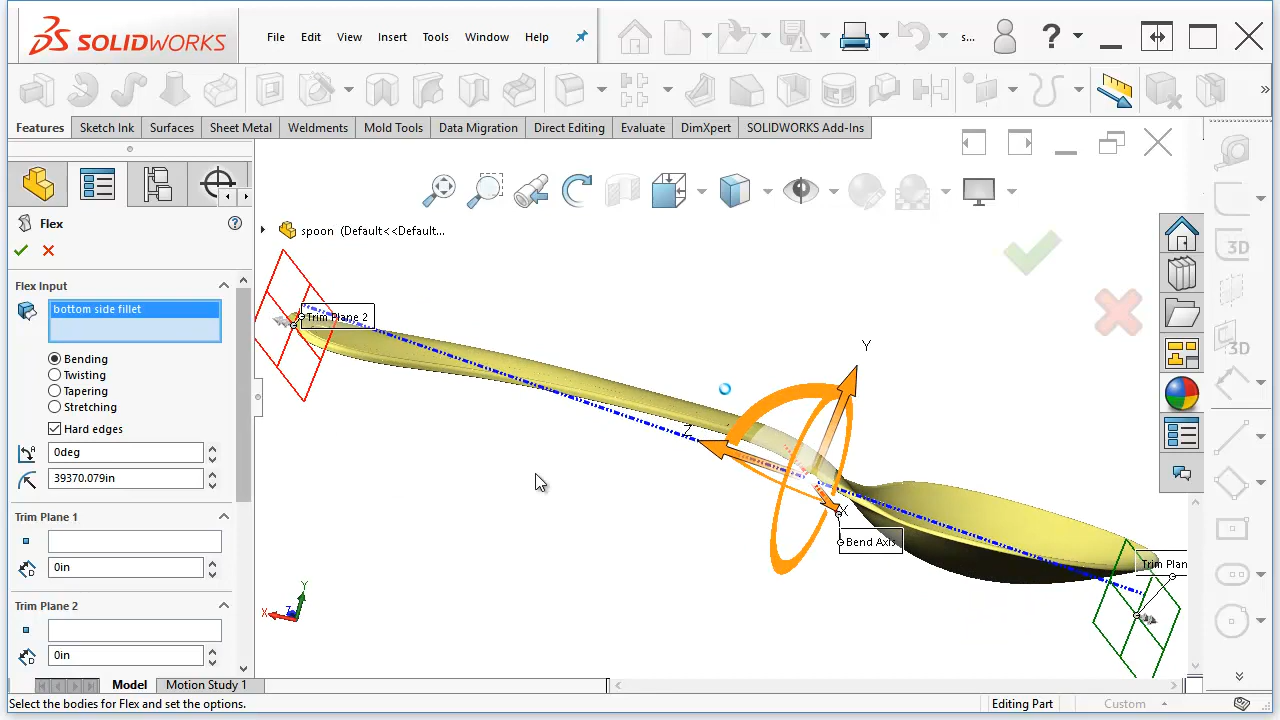 SOLIDWORKS
File Edit View Insert Tools Window Help
s...
?
Features Sketch Ink Surfaces Sheet Metal Weldments Mold Tools Data Migration Direct Editing Evaluate DimXpert SOLIDWORKS Add-Ins
Flex
spoon (Default<<Default...
Flex Input
bottom side fillet
Bending
Twisting
Tapering
Stretching
Hard edges
0deg
39370.079in
Trim Plane 1
0in
Trim Plane 2
0in
Trim Plane 2
Y
Z
X
Bend Axis
Trim Plan
Y
X
Z
3D
3D
Model Motion Study 1
Select the bodies for Flex and set the options.
Editing Part
Custom